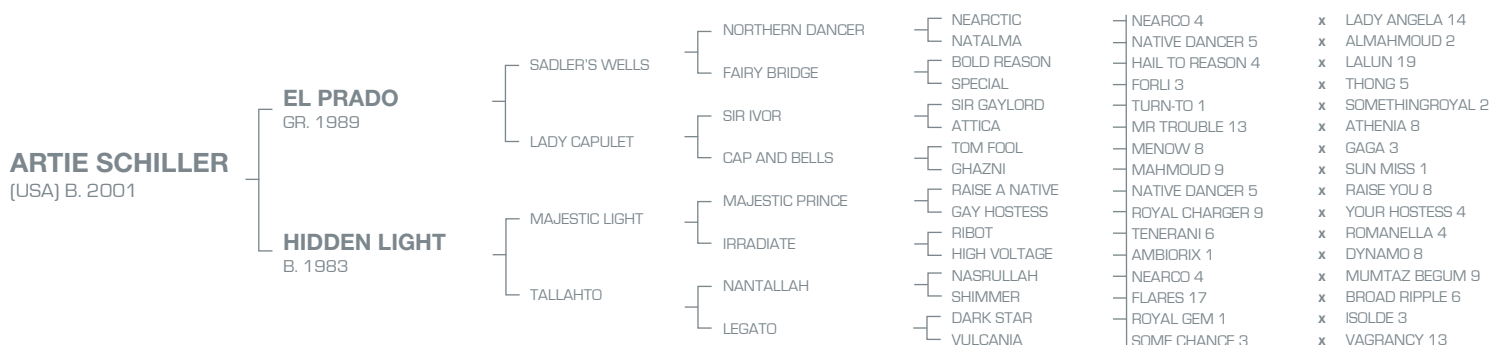 ARTIE SCHILLER
(USA) B. 2001
EL PRADO
GR. 1989
HIDDEN LIGHT
B. 1983
SADLER'S WELLS
LADY CAPULET
MAJESTIC LIGHT
TALLAHTO
NORTHERN DANCER
FAIRY BRIDGE
SIR IVOR
CAP AND BELLS
MAJESTIC PRINCE
IRRADIATE
NANTALLAH
LEGATO
NEARCTIC
NATALMA
BOLD REASON
SPECIAL
SIR GAYLORD
ATTICA
TOM FOOL
GHAZNI
RAISE A NATIVE
GAY HOSTESS
RIBOT
HIGH VOLTAGE
NASRULLAH
SHIMMER
DARK STAR
VULCANIA
NEARCO 4 x LADY ANGELA 14
NATIVE DANCER 5 x ALMAHMOUD 2
HAIL TO REASON 4 x LALUN 19
FORLI 3 x THONG 5
TURN-TO 1 x SOMETHINGROYAL 2
MR TROUBLE 13 x ATHENIA 8
MENOW 8 x GAGA 3
MAHMOUD 9 x SUN MISS 1
NATIVE DANCER 5 x RAISE YOU 8
ROYAL CHARGER 9 x YOUR HOSTESS 4
TENERANI 6 x ROMANELLA 4
AMBIORIX 1 x DYNAMO 8
NEARCO 4 x MUMTAZ BEGUM 9
FLARES 17 x BROAD RIPPLE 6
ROYAL GEM 1 x ISOLDE 3
SOME CHANCE 3 x VAGRANCY 13